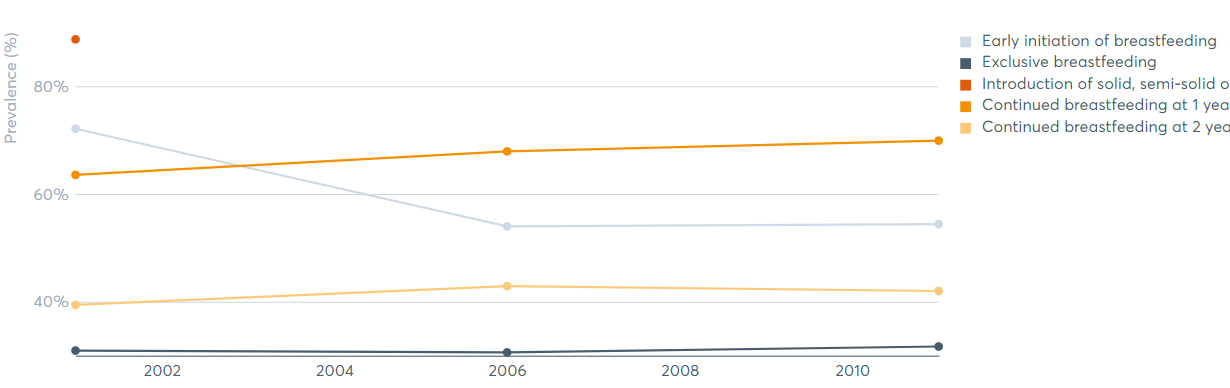 Prevalence (%)
80%
60%
40%
2002 2004 2006 2008 2010
Early initiation of breastfeeding
Exclusive breastfeeding
Introduction of solid, semi-solid o
Continued breastfeeding at 1 yea
Continued breastfeeding at 2 yea